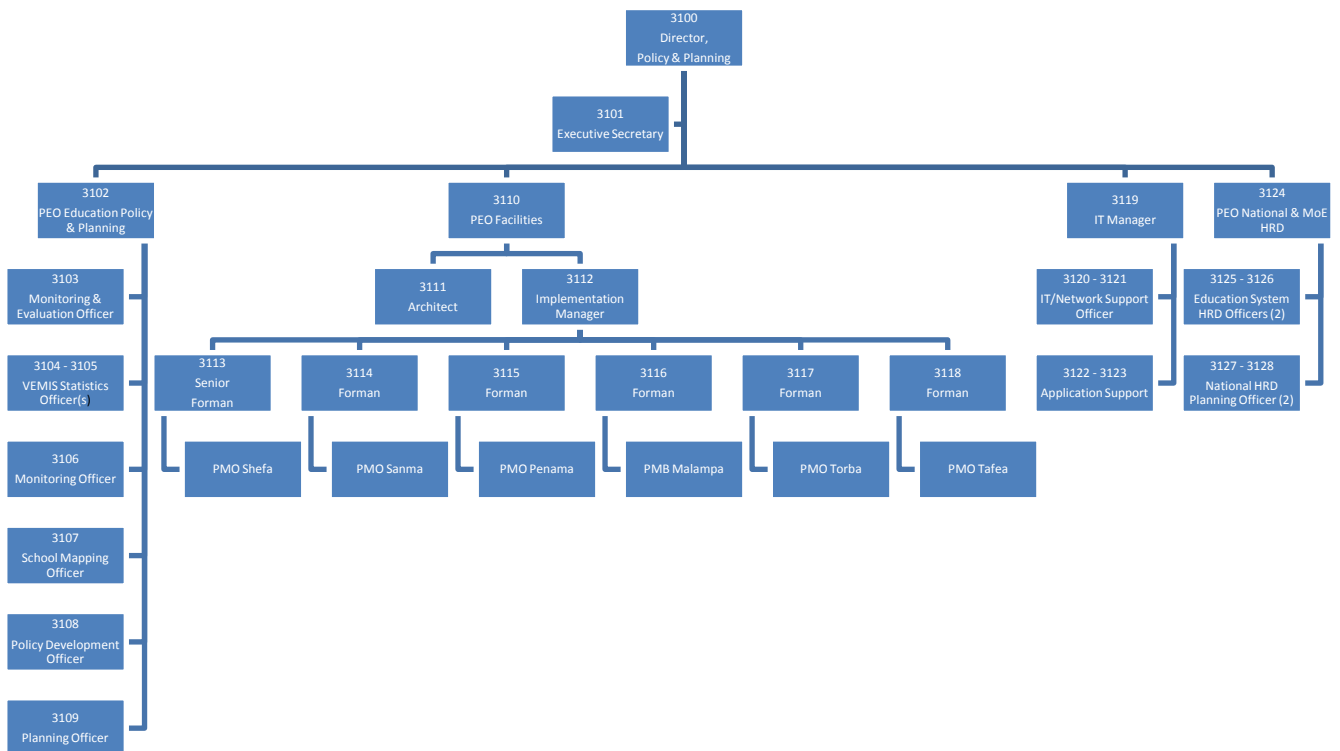 3100
Director,
Policy & Planning
3101
Executive Secretary
3102
PEO Education Policy
& Planning
3110
PEO Facilities
3119
IT Manager
3124
PEO National & MoE
HRD
3103
Monitoring &
Evaluation Officer
3111
Architect
3112
Implementation
Manager
3120 - 3121
IT/Network Support
Officer
3125 - 3126
Education System
HRD Officers (2)
3104 - 3105
VEMIS Statistics
Officer(s)
3113
Senior
Forman
3114
Forman
3115
Forman
3116
Forman
3117
Forman
3118
Forman
3122 - 3123
Application Support
3127 - 3128
National HRD
Planning Officer (2)
3106
Monitoring Officer
PMO Shefa
PMO Sanma
PMO Penama
PMB Malampa
PMO Torba
PMO Tafea
3107
School Mapping
Officer
3108
Policy Development
Officer
3109
Planning Officer